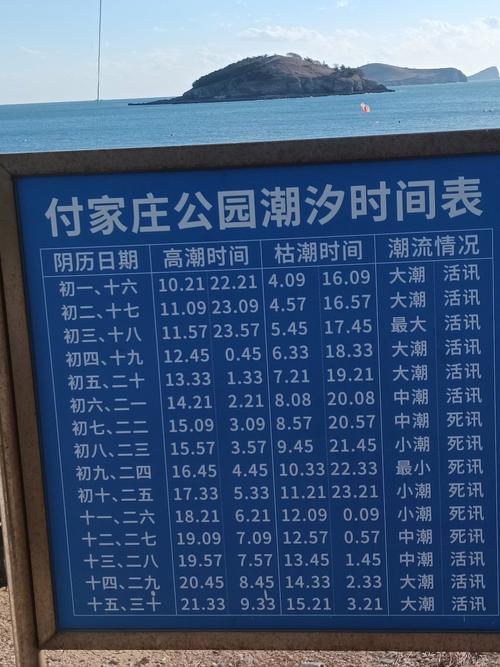 付家庄公园潮汐时间表
阴历日期 高潮时间 枯潮时间 潮流情况
初一、十六 10.21 22.21 4.09 16.09 大潮 活讯
初二、十七 11.09 23.09 4.57 16.57 大潮 活讯
初三、十八 11.57 23.57 5.45 17.45 最大 活讯
初四、十九 12.45 0.45 6.33 18.33 大潮 活讯
初五、二十 13.33 1.33 7.21 19.21 大潮 活讯
初六、二一 14.21 2.21 8.08 20.08 中潮 死讯
初七、二二 15.09 3.09 8.57 20.57 中潮 死讯
初八、二三 15.57 3.57 9.45 21.45 小潮 死讯
初九、二四 16.45 4.45 10.33 22.33 最小 死讯
初十、二五 17.33 5.33 11.21 23.21 小潮 死讯
十一、二六 18.21 6.21 12.09 0.09 小潮 死讯
十二、二七 19.09 7.09 12.57 0.57 中潮 死讯
十三、二八 19.57 7.57 13.45 1.45 中潮 活讯
十四、二九 20.45 8.45 14.33 2.33 大潮 活讯
十五、三十 21.33 9.33 15.21 3.21 大潮 活讯